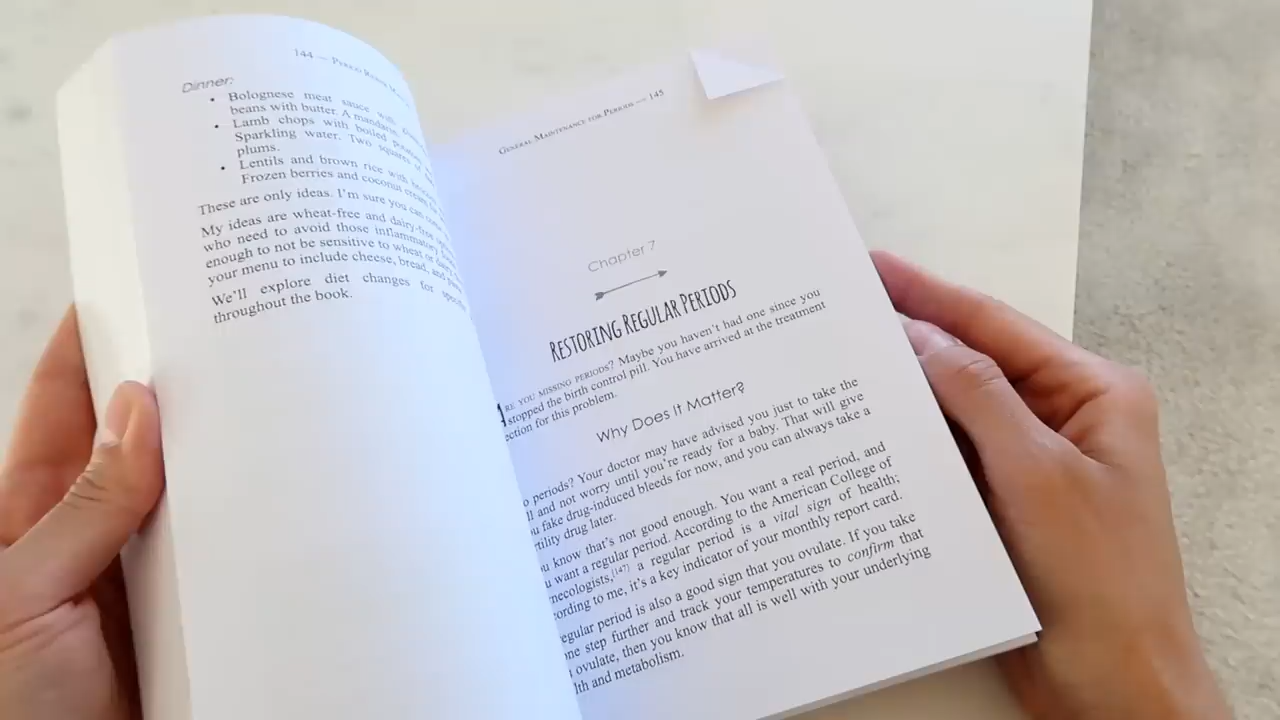 144 — Period Repair Ma
Dinner:
• Bolognese meat sauce with
beans with butter. A mandarin
• Lamb chops with boiled potatoes
Sparkling water. Two squares of
plums.
• Lentils and brown rice with
Frozen berries and coconut cream
These are only ideas. I'm sure you can
My ideas are wheat-free and dairy-free
who need to avoid those inflammatory
enough to not be sensitive to wheat or dairy
your menu to include cheese, bread, and
We'll explore diet changes for
throughout the book.
General Maintenance for Periods — 145
Chapter 7
Restoring Regular Periods
ARE YOU MISSING PERIODS? Maybe you haven't had one since you
stopped the birth control pill. You have arrived at the treatment
ection for this problem.
Why Does It Matter?
o periods? Your doctor may have advised you just to take the
ll and not worry until you're ready for a baby. That will give
u fake drug-induced bleeds for now, and you can always take a
rtility drug later.
u know that's not good enough. You want a real period, and
u want a regular period. According to the American College of
necologists,[147] a regular period is a vital sign of health;
ording to me, it's a key indicator of your monthly report card.
egular period is also a good sign that you ovulate. If you take
one step further and track your temperatures to confirm that
ovulate, then you know that all is well with your underlying
lth and metabolism.